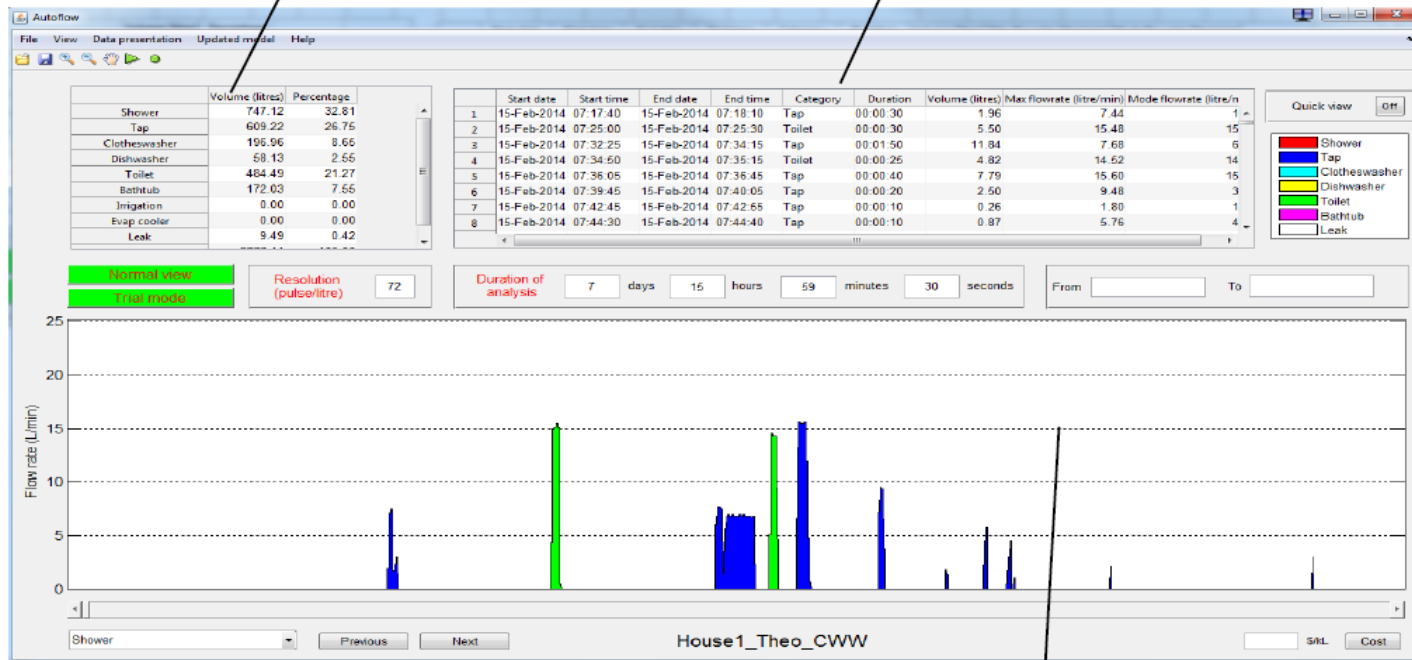 Autoflow
File View Data presentation Updated model Help
Volume (litres) Percentage
Shower 747.12 32.81
Tap 609.22 26.75
Clotheswasher 196.96 8.65
Dishwasher 58.13 2.55
Toilet 484.49 21.27
Bathtub 172.03 7.55
Irrigation 0.00 0.00
Evap cooler 0.00 0.00
Leak 9.49 0.42
Start date Start time End date End time Category Duration Volume (litres) Max flowrate (litre/min) Mode flowrate (litre/n
1 15-Feb-2014 07:17:40 15-Feb-2014 07:18:10 Tap 00:00:30 1.96 7.44 1
2 15-Feb-2014 07:25:00 15-Feb-2014 07:25:30 Toilet 00:00:30 5.50 15.48 15
3 15-Feb-2014 07:32:25 15-Feb-2014 07:34:15 Tap 00:01:50 11.84 7.68 6
4 15-Feb-2014 07:34:50 15-Feb-2014 07:35:15 Toilet 00:00:25 4.82 14.52 14
5 15-Feb-2014 07:36:05 15-Feb-2014 07:36:45 Tap 00:00:40 7.79 15.60 15
6 15-Feb-2014 07:39:45 15-Feb-2014 07:40:05 Tap 00:00:20 2.50 9.48 3
7 15-Feb-2014 07:42:45 15-Feb-2014 07:42:55 Tap 00:00:10 0.26 1.80 1
8 15-Feb-2014 07:44:30 15-Feb-2014 07:44:40 Tap 00:00:10 0.87 5.76 4
Quick view Off
Shower
Tap
Clotheswasher
Dishwasher
Toilet
Bathtub
Leak
Normal view
Trial mode
Resolution
(pulse/litre) 72
Duration of
analysis 7 days 15 hours 59 minutes 30 seconds
From To
25
20
15
10
5
0
Flow rate (L/min)
Shower Previous Next House1_Theo_CWW $/kL Cost